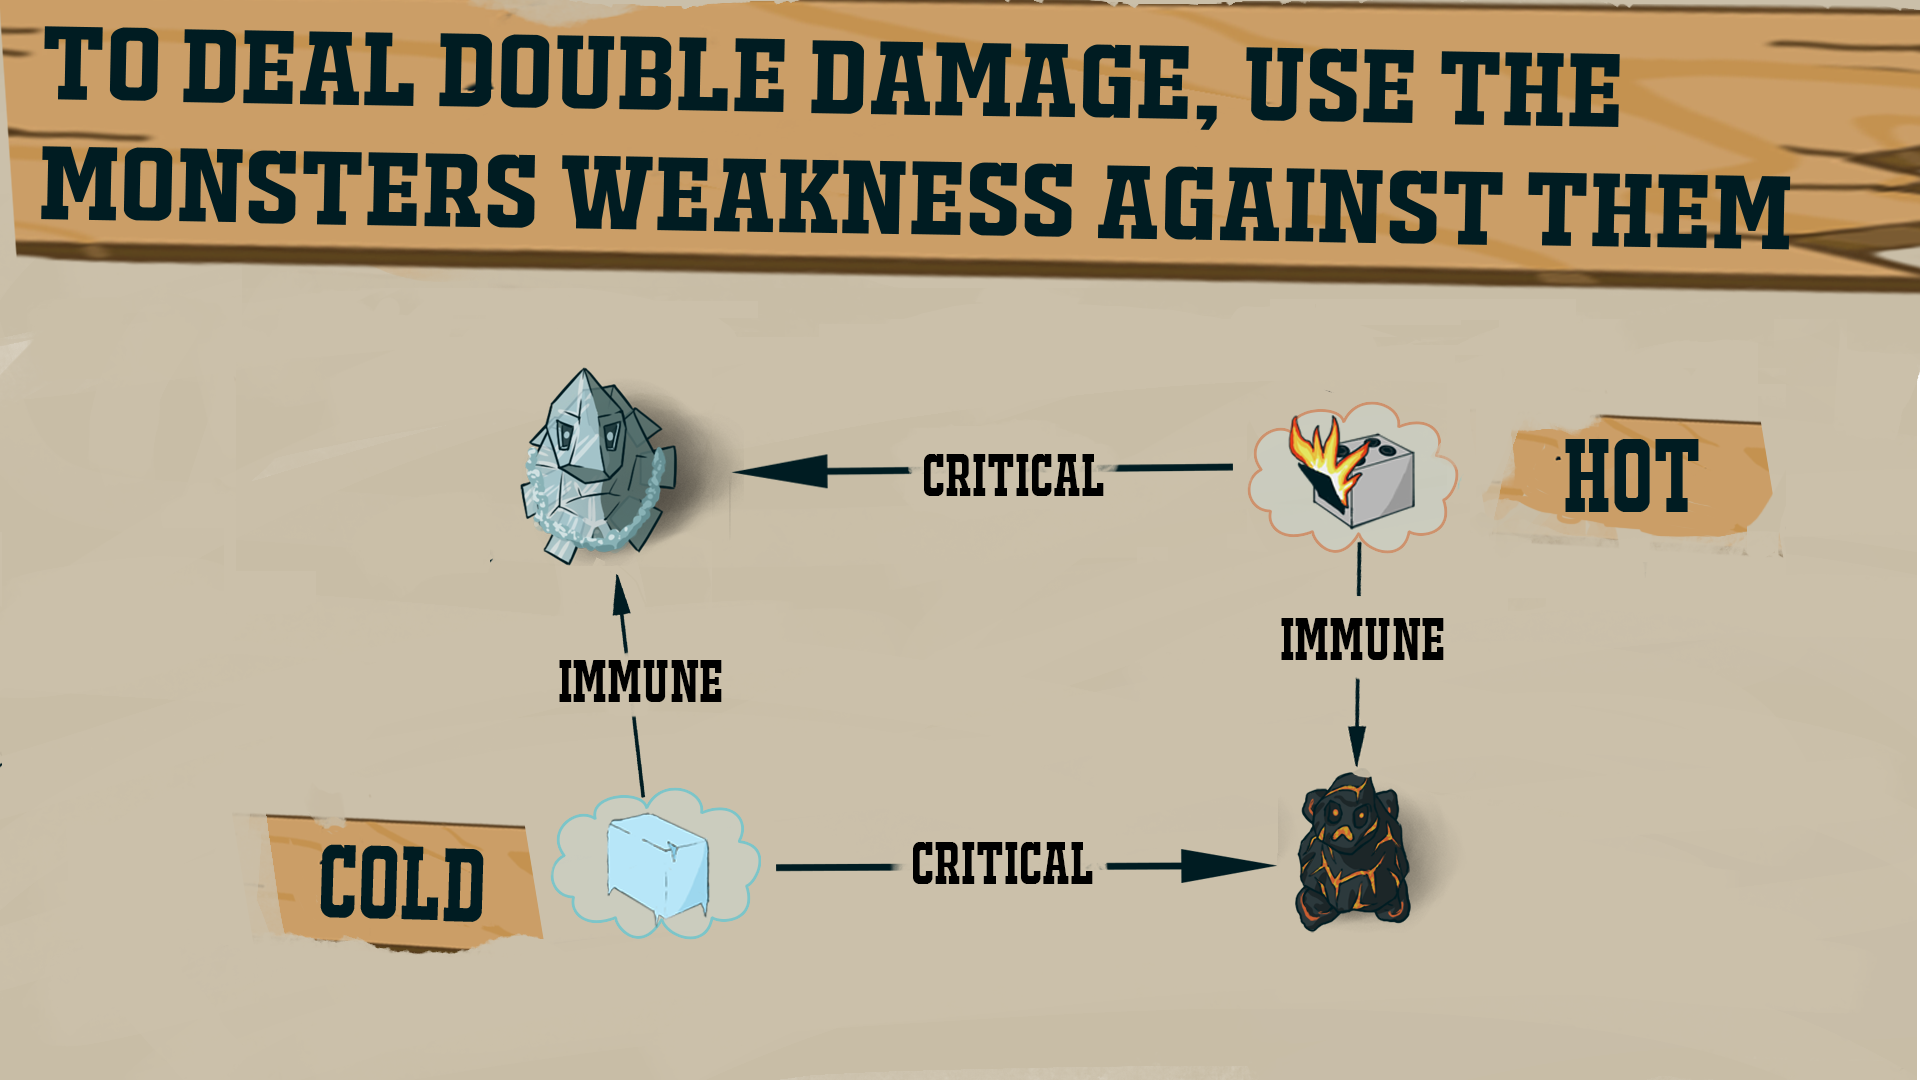 TO DEAL DOUBLE DAMAGE, USE THE
MONSTERS WEAKNESS AGAINST THEM
CRITICAL
HOT
IMMUNE
IMMUNE
COLD
CRITICAL